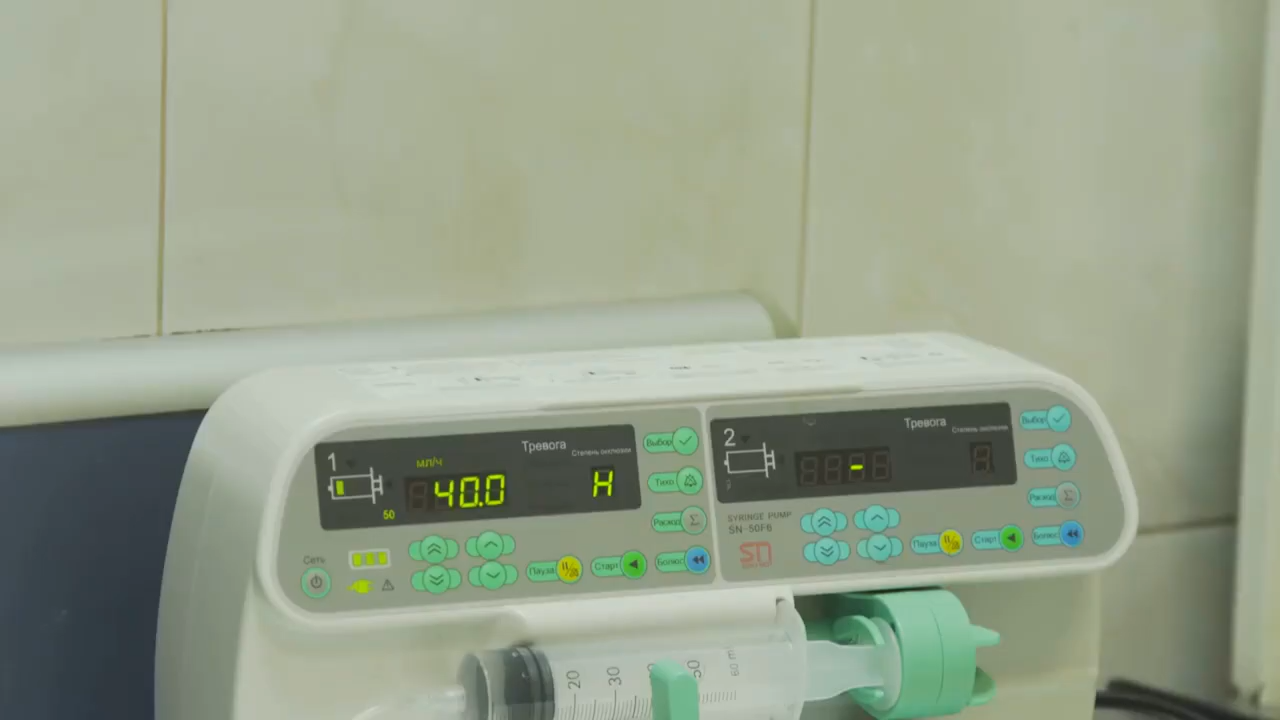 1
мл/ч
40.0
50
Тревога
Степень окклюзии
H
Выбор
Тихо
Расход
Сеть
Пауза
Старт
Болюс
2
Тревога
Степень окклюзии
-
SYRINGE PUMP
SN-50F6
Выбор
Тихо
Расход
Пауза
Старт
Болюс
20
30
50
60 m